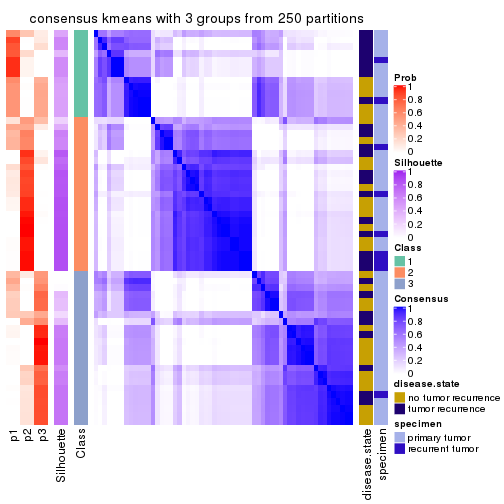 consensus kmeans with 3 groups from 250 partitions
Prob
1
0.8
0.6
0.4
0.2
0
Silhouette
1
0.8
0.6
0.4
0.2
0
Class
1
2
3
Consensus
1
0.8
0.6
0.4
0.2
0
disease.state
no tumor recurrence
tumor recurrence
specimen
primary tumor
recurrent tumor
p1
p2
p3
Silhouette
Class
disease.state
specimen